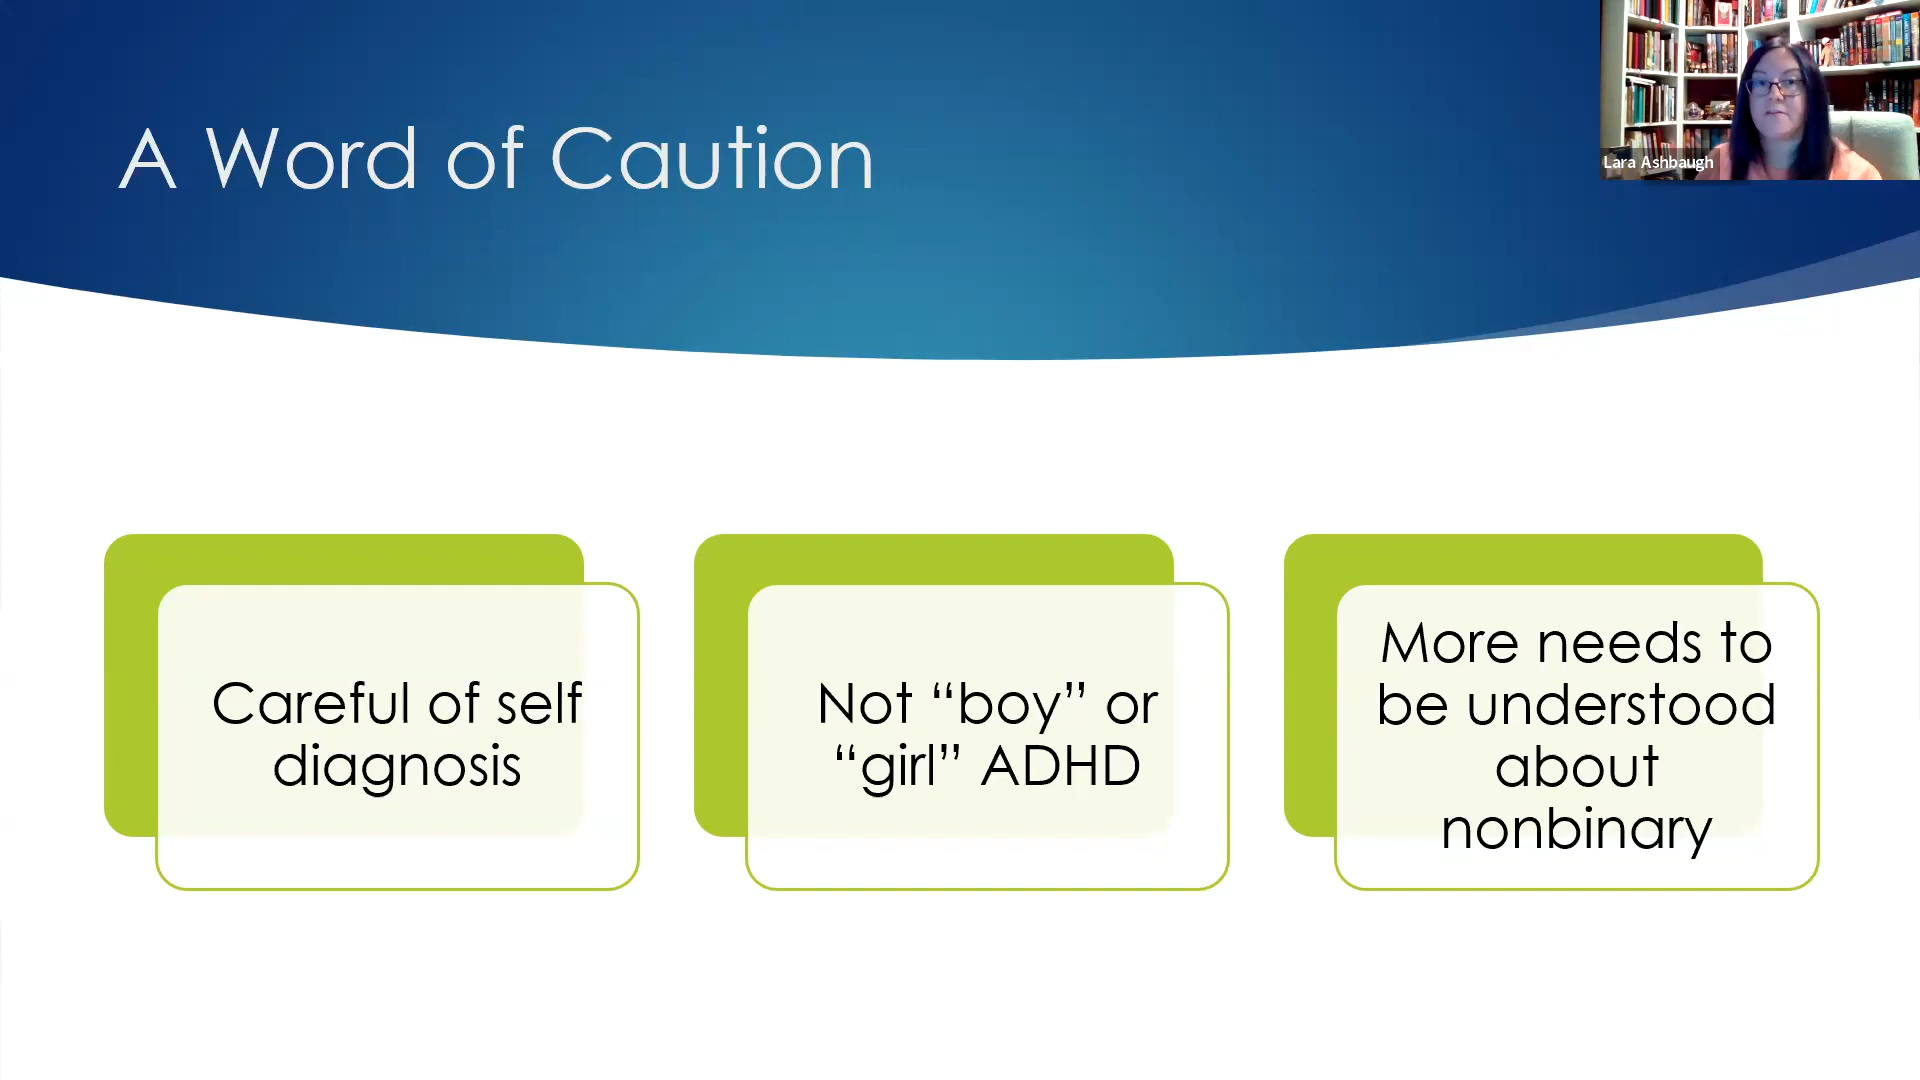 A Word of Caution
Lara Ashbaugh
Careful of self
diagnosis
Not “boy” or
“girl” ADHD
More needs to
be understood
about
nonbinary